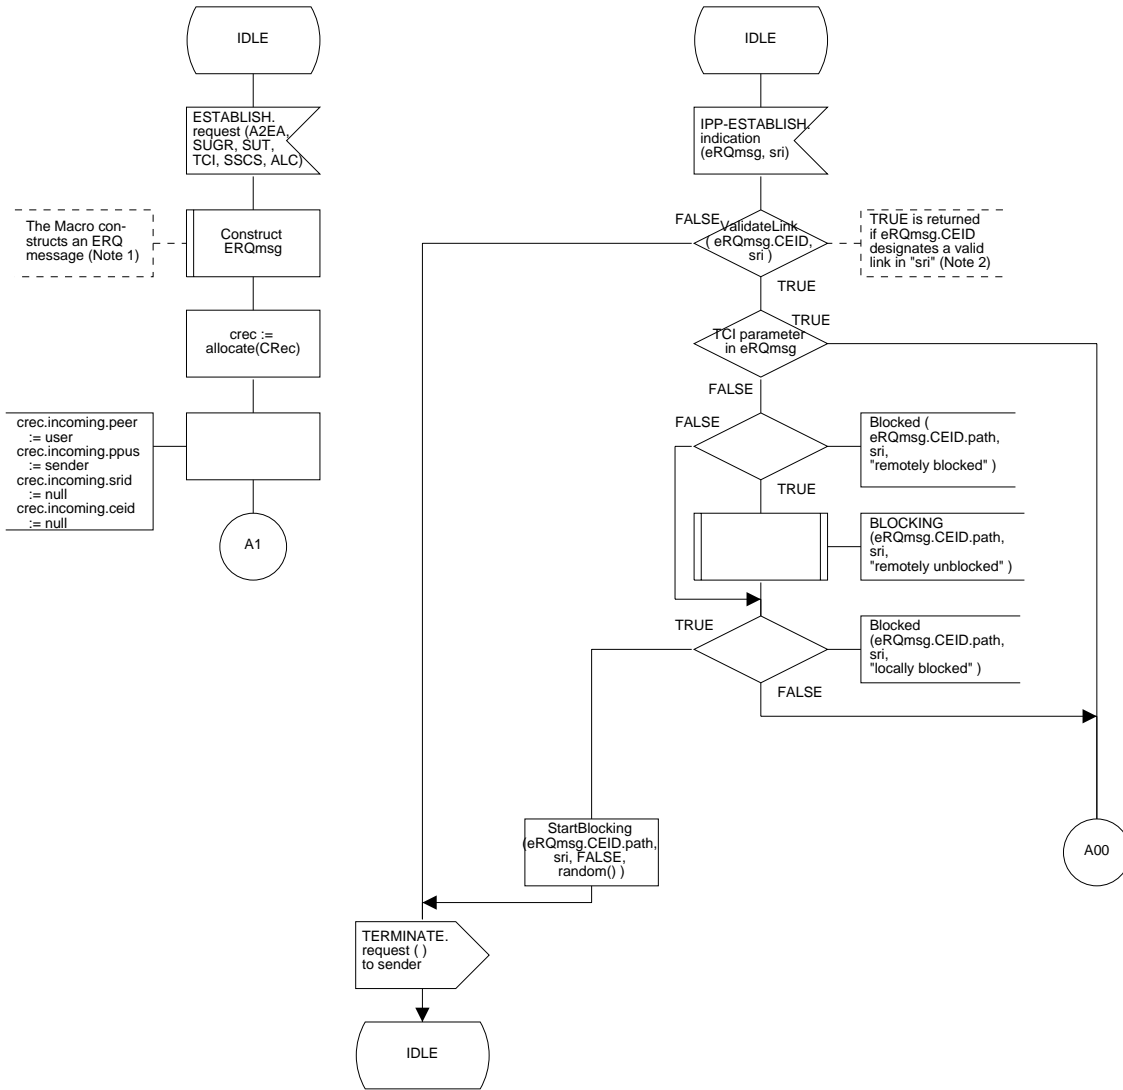 IDLE
ESTABLISH.
request (A2EA,
SUGR, SUT,
TCI, SSCS, ALC)
The Macro con-
structs an ERQ
message (Note 1)
Construct
ERQmsg
crec :=
allocate(CRec)
crec.incoming.peer
:= user
crec.incoming.ppus
:= sender
crec.incoming.srid
:= null
crec.incoming.ceid
:= null
A1
IDLE
IPP-ESTABLISH.
indication
(eRQmsg, sri)
FALSE
ValidateLink
( eRQmsg.CEID,
sri )
TRUE is returned
if eRQmsg.CEID
designates a valid
link in "sri" (Note 2)
TRUE
TRUE
TCI parameter
in eRQmsg
FALSE
FALSE
Blocked (
eRQmsg.CEID.path,
sri,
"remotely blocked" )
TRUE
BLOCKING
(eRQmsg.CEID.path,
sri,
"remotely unblocked" )
TRUE
Blocked
(eRQmsg.CEID.path,
sri,
"locally blocked" )
FALSE
StartBlocking
(eRQmsg.CEID.path,
sri, FALSE,
random() )
A00
TERMINATE.
request ( )
to sender
IDLE